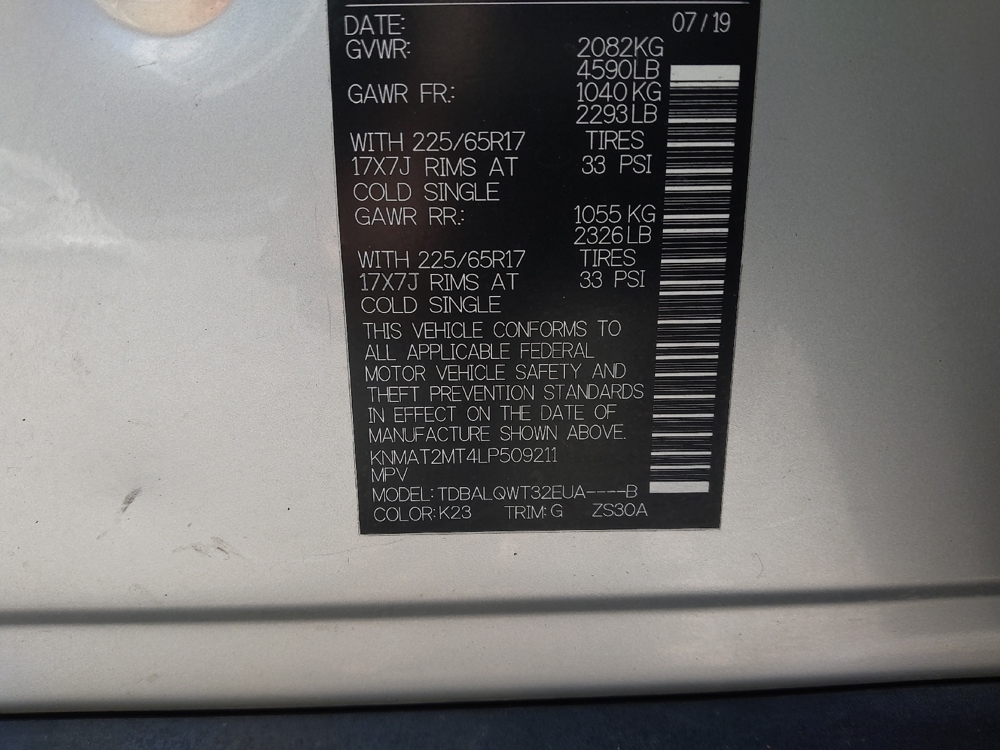 DATE: 07/19
GVWR: 2082KG
4590LB
GAWR FR.: 1040 KG
2293 LB
WITH 225/65R17 TIRES
17X7J RIMS AT 33 PSI
COLD SINGLE
GAWR RR.: 1055 KG
2326 LB
WITH 225/65R17 TIRES
17X7J RIMS AT 33 PSI
COLD SINGLE
THIS VEHICLE CONFORMS TO
ALL APPLICABLE FEDERAL
MOTOR VEHICLE SAFETY AND
THEFT PREVENTION STANDARDS
IN EFFECT ON THE DATE OF
MANUFACTURE SHOWN ABOVE.
KNMAT2MT4LP509211
MPV
MODEL: TDBALQWT32EUA----B
COLOR: K23 TRIM: G ZS30A